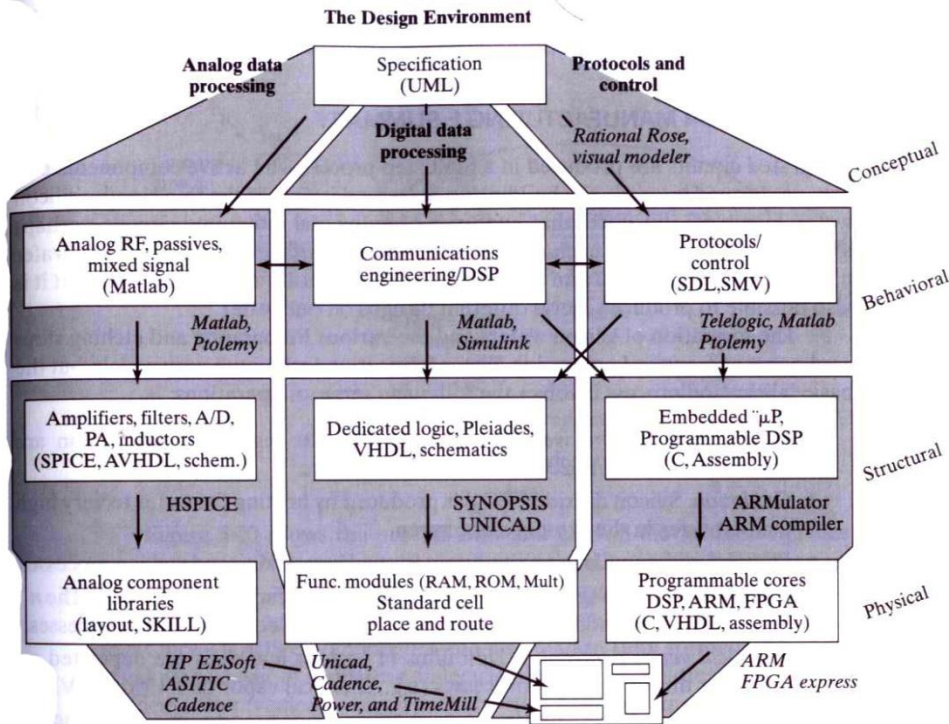 The Design Environment
Analog data
processing
Specification
(UML)
Protocols and
control
Digital data
processing
Rational Rose,
visual modeler
Conceptual
Analog RF, passives,
mixed signal
(Matlab)
Communications
engineering/DSP
Protocols/
control
(SDL,SMV)
Behavioral
Matlab,
Ptolemy
Matlab,
Simulink
Telelogic, Matlab
Ptolemy
Amplifiers, filters, A/D,
PA, inductors
(SPICE, AVHDL, schem.)
Dedicated logic, Pleiades,
VHDL, schematics
Embedded ¨µP,
Programmable DSP
(C, Assembly)
Structural
HSPICE
SYNOPSIS
UNICAD
ARMulator
ARM compiler
Analog component
libraries
(layout, SKILL)
Func. modules (RAM, ROM, Mult)
Standard cell
place and route
Programmable cores
DSP, ARM, FPGA
(C, VHDL, assembly)
Physical
HP EESoft
ASITIC
Cadence
Unicad,
Cadence,
Power, and TimeMill
ARM
FPGA express